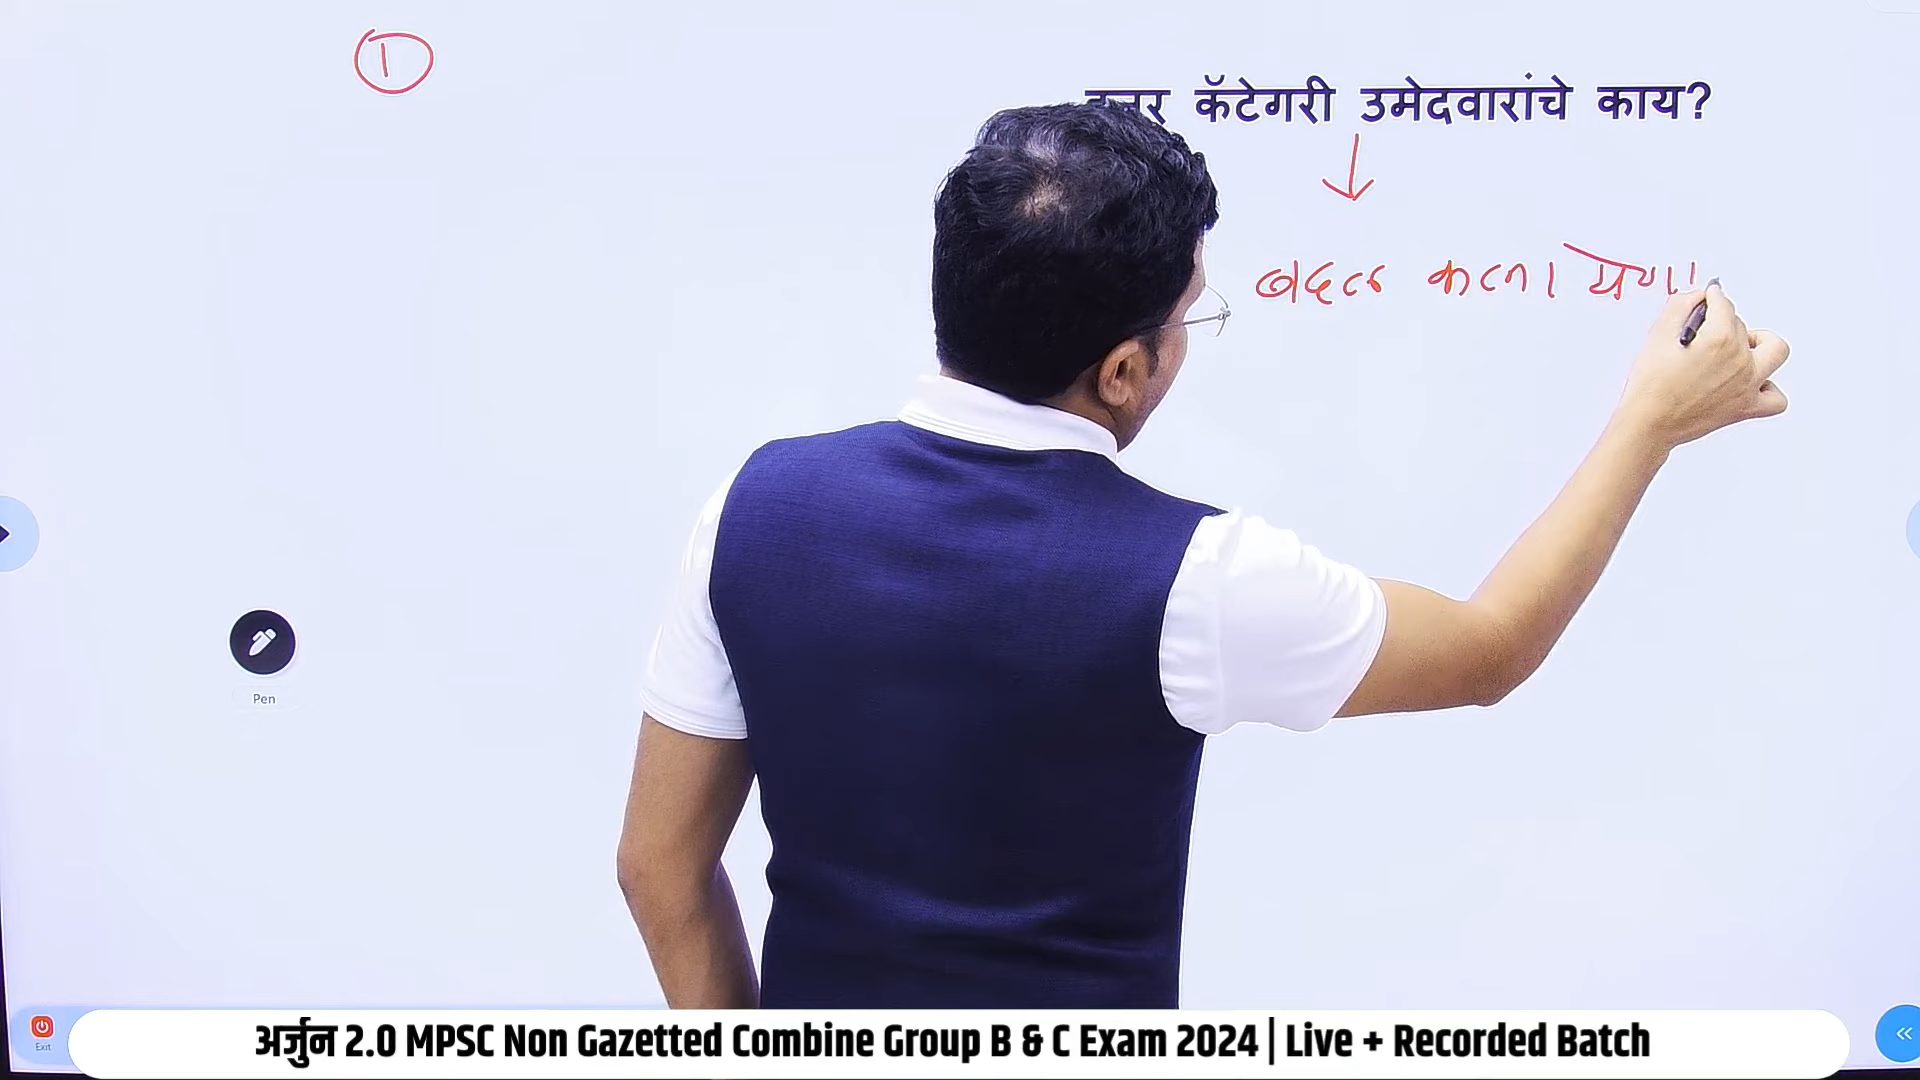 1
कॅटेगरी उमेदवारांचे काय?
बदल करता
Pen
Exit
अर्जुन 2.0 MPSC Non Gazetted Combine Group B & C Exam 2024 | Live + Recorded Batch